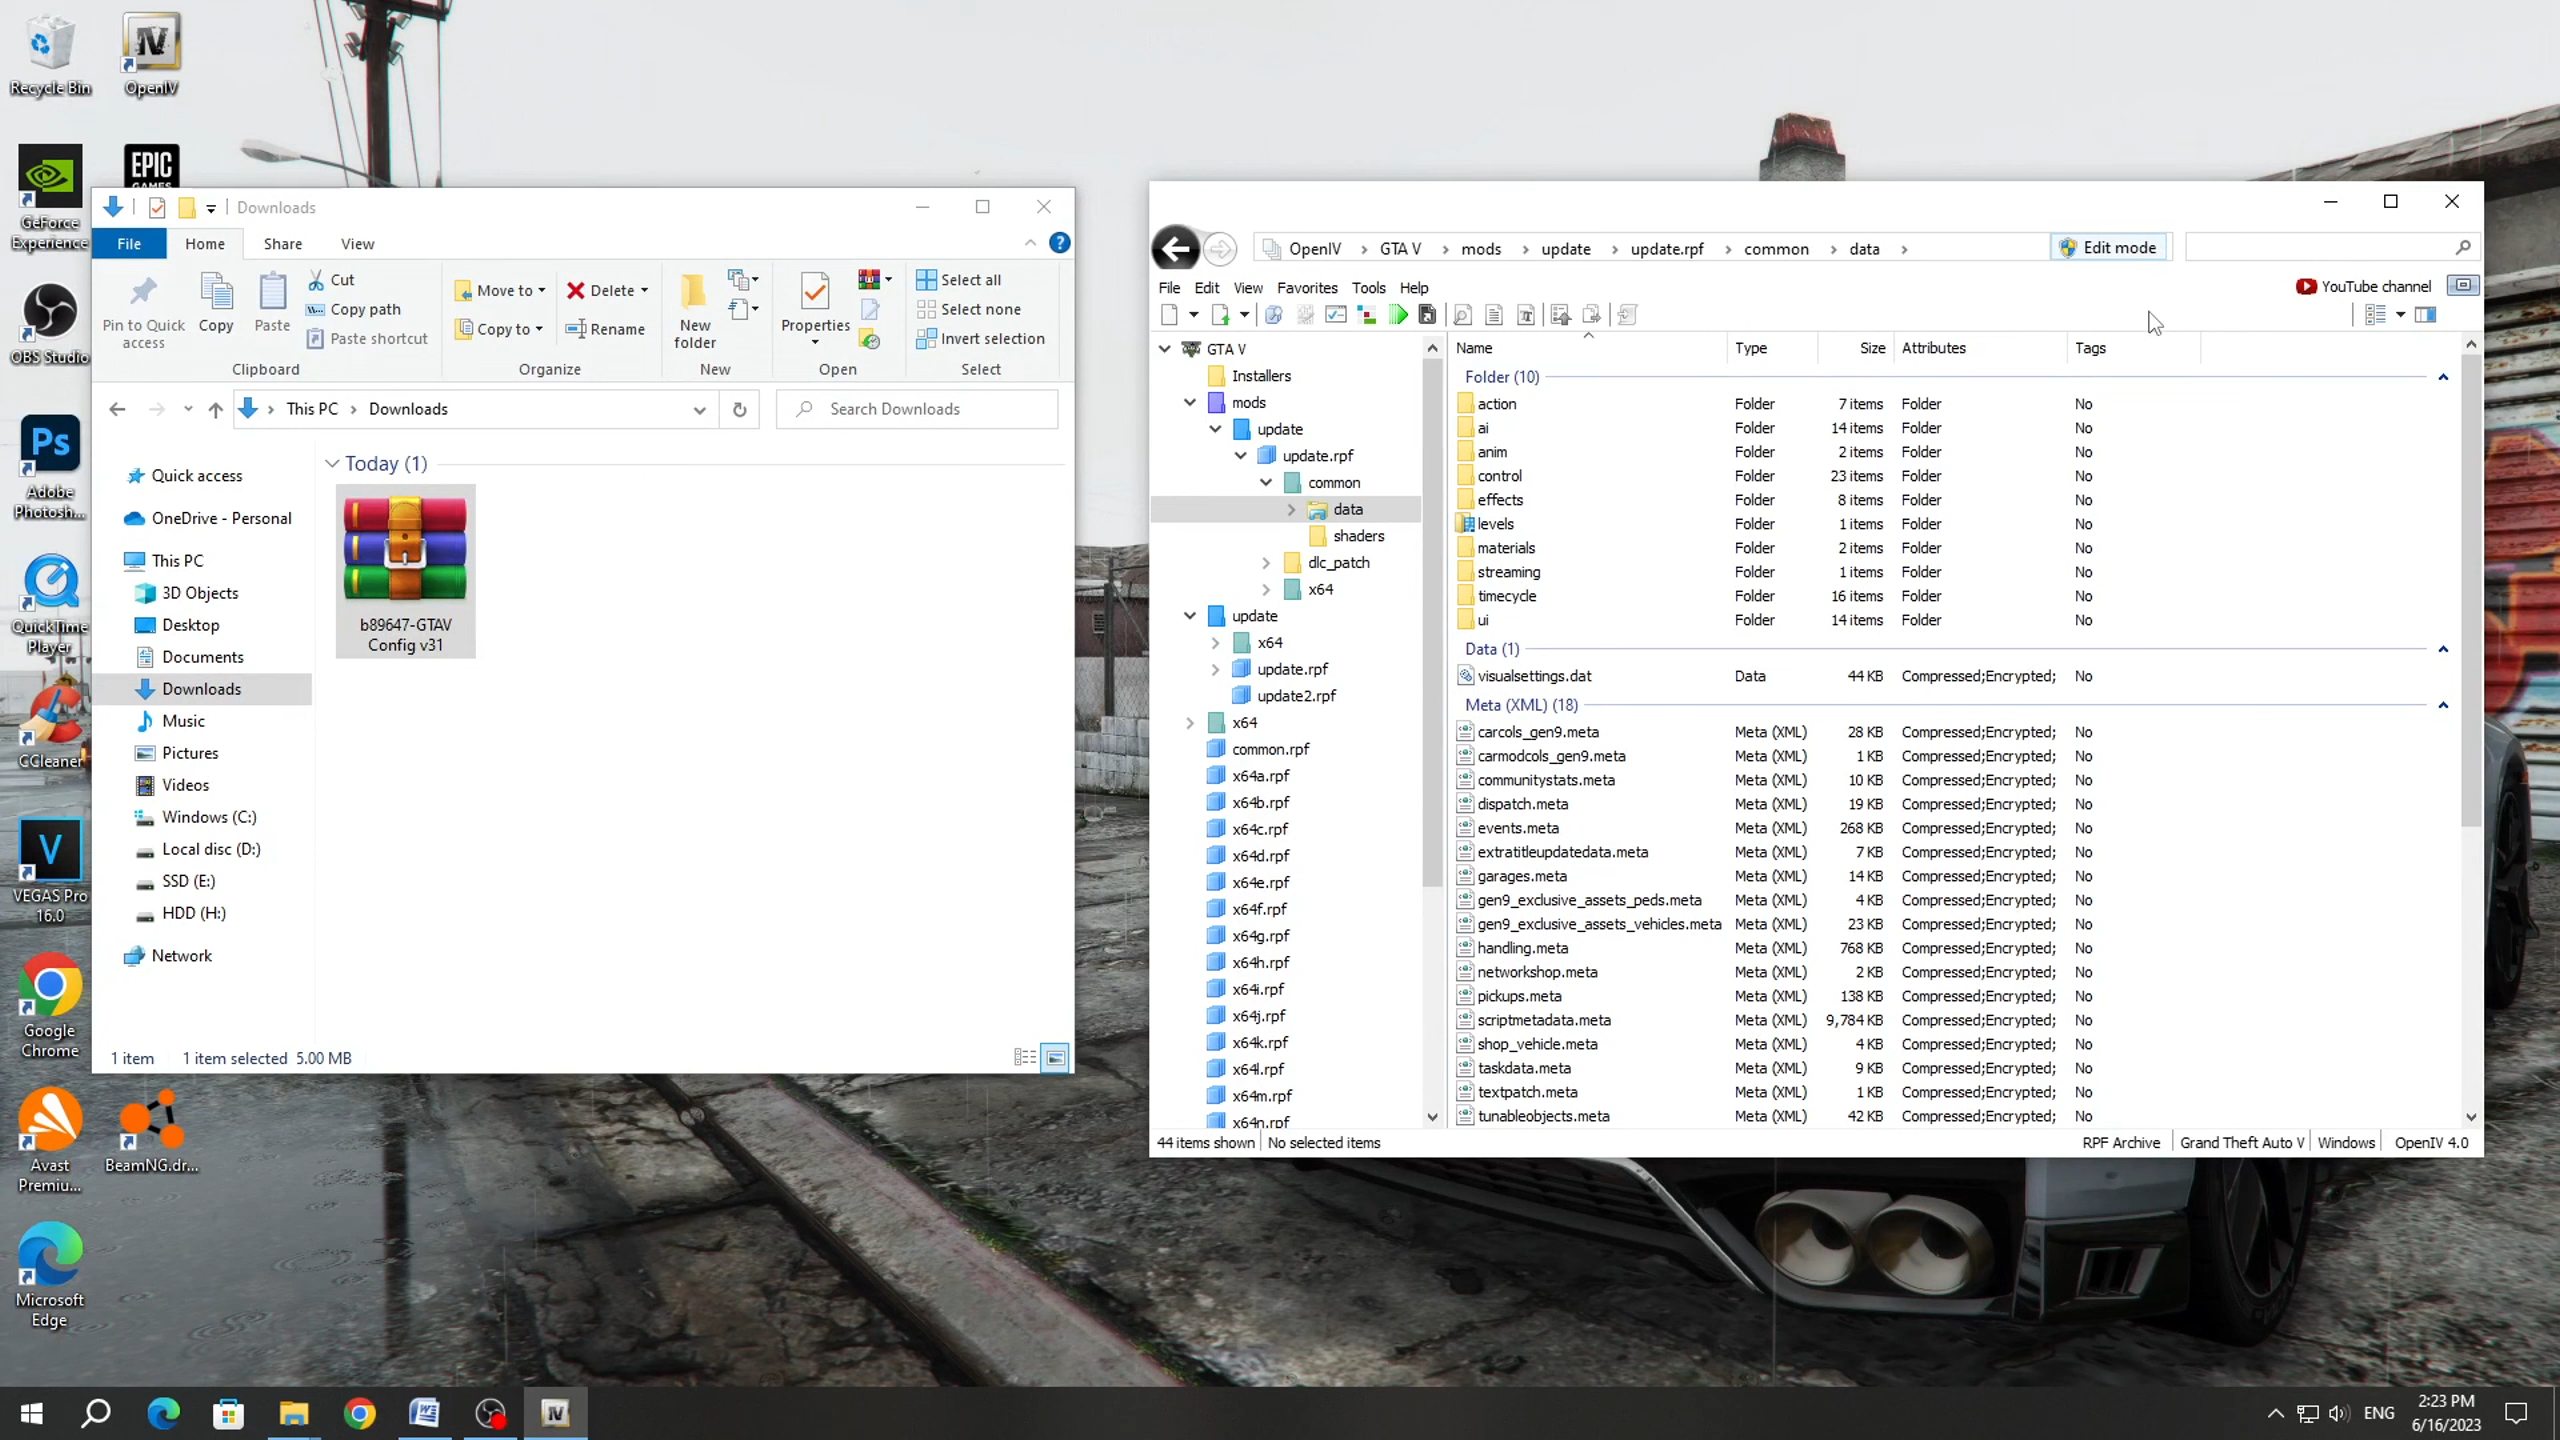 Recycle Bin
OpenIV
GeForce
Experience
EPIC
GAMES
OBS Studio
Ps
Adobe
Photosh...
QuickTime
Player
CCleaner
V
VEGAS Pro
16.0
Google
Chrome
Avast
Premiu...
BeamNG.dr...
Microsoft
Edge
Downloads
File
Home
Share
View
Pin to Quick
access
Copy
Paste
Cut
Copy path
Paste shortcut
Clipboard
Move to
Copy to
Delete
Rename
Organize
New
folder
New
Properties
Open
Select all
Select none
Invert selection
Select
This PC
Downloads
Search Downloads
Quick access
OneDrive - Personal
This PC
3D Objects
Desktop
Documents
Downloads
Music
Pictures
Videos
Windows (C:)
Local disc (D:)
SSD (E:)
HDD (H:)
Network
Today (1)
b89647-GTAV
Config v31
1 item
1 item selected 5.00 MB
OpenIV
GTA V
mods
update
update.rpf
common
data
Edit mode
File
Edit
View
Favorites
Tools
Help
YouTube channel
GTA V
Installers
mods
update
update.rpf
common
data
shaders
dlc_patch
x64
update
x64
update.rpf
update2.rpf
x64
common.rpf
x64a.rpf
x64b.rpf
x64c.rpf
x64d.rpf
x64e.rpf
x64f.rpf
x64g.rpf
x64h.rpf
x64i.rpf
x64j.rpf
x64k.rpf
x64l.rpf
x64m.rpf
x64n.rpf
Name Type Size Attributes Tags
Folder (10)
action Folder 7 items Folder No
ai Folder 14 items Folder No
anim Folder 2 items Folder No
control Folder 23 items Folder No
effects Folder 8 items Folder No
levels Folder 1 items Folder No
materials Folder 2 items Folder No
streaming Folder 1 items Folder No
timecycle Folder 16 items Folder No
ui Folder 14 items Folder No
Data (1)
visualsettings.dat Data 44 KB Compressed;Encrypted; No
Meta (XML) (18)
carcols_gen9.meta Meta (XML) 28 KB Compressed;Encrypted; No
carmodcols_gen9.meta Meta (XML) 1 KB Compressed;Encrypted; No
communitystats.meta Meta (XML) 10 KB Compressed;Encrypted; No
dispatch.meta Meta (XML) 19 KB Compressed;Encrypted; No
events.meta Meta (XML) 268 KB Compressed;Encrypted; No
extratitleupdatedata.meta Meta (XML) 7 KB Compressed;Encrypted; No
garages.meta Meta (XML) 14 KB Compressed;Encrypted; No
gen9_exclusive_assets_peds.meta Meta (XML) 4 KB Compressed;Encrypted; No
gen9_exclusive_assets_vehicles.meta Meta (XML) 23 KB Compressed;Encrypted; No
handling.meta Meta (XML) 768 KB Compressed;Encrypted; No
networkshop.meta Meta (XML) 2 KB Compressed;Encrypted; No
pickups.meta Meta (XML) 138 KB Compressed;Encrypted; No
scriptmetadata.meta Meta (XML) 9,784 KB Compressed;Encrypted; No
shop_vehicle.meta Meta (XML) 4 KB Compressed;Encrypted; No
taskdata.meta Meta (XML) 9 KB Compressed;Encrypted; No
textpatch.meta Meta (XML) 1 KB Compressed;Encrypted; No
tunableobjects.meta Meta (XML) 42 KB Compressed;Encrypted; No
44 items shown
No selected items
RPF Archive
Grand Theft Auto V
Windows
OpenIV 4.0
ENG
2:23 PM
6/16/2023